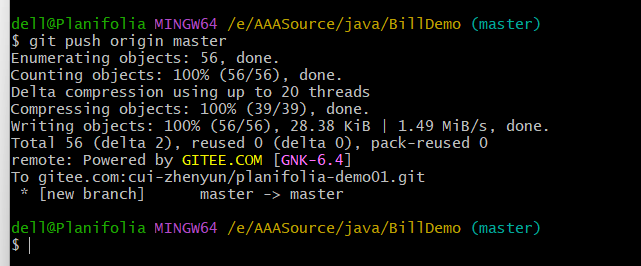 dell@Planifolia MINGW64 /e/AAASource/java/BillDemo (master)
$ git push origin master
Enumerating objects: 56, done.
Counting objects: 100% (56/56), done.
Delta compression using up to 20 threads
Compressing objects: 100% (39/39), done.
Writing objects: 100% (56/56), 28.38 KiB | 1.49 MiB/s, done.
Total 56 (delta 2), reused 0 (delta 0), pack-reused 0
remote: Powered by GITEE.COM [GNK-6.4]
To gitee.com:cui-zhenyun/planifolia-demo01.git
 * [new branch]      master -> master
dell@Planifolia MINGW64 /e/AAASource/java/BillDemo (master)
$